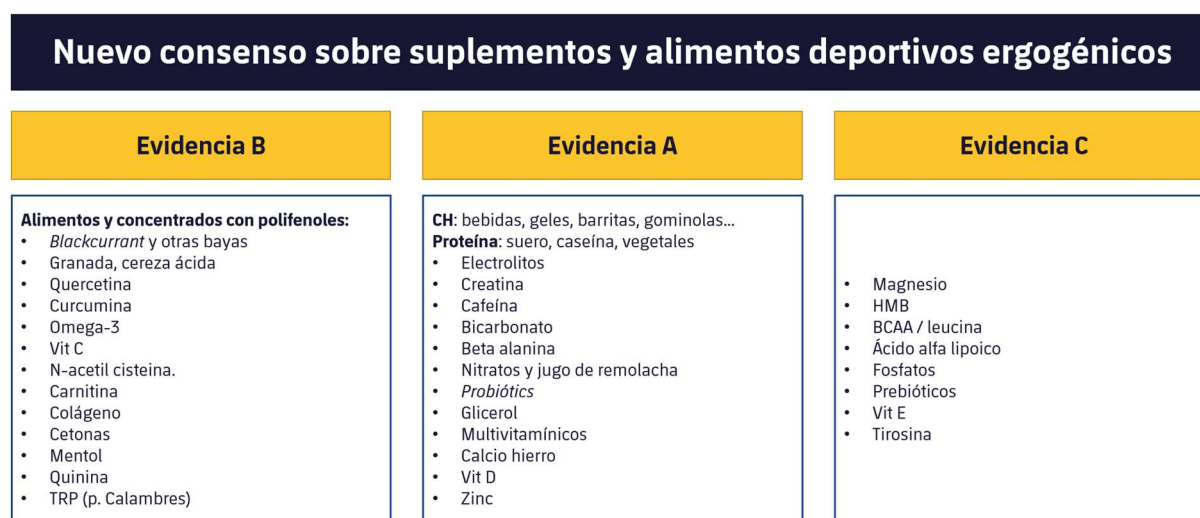 Nuevo consenso sobre suplementos y alimentos deportivos ergogénicos
Evidencia B
Alimentos y concentrados con polifenoles:
• Blackcurrant y otras bayas
• Granada, cereza ácida
• Quercetina
• Curcumina
• Omega-3
• Vit C
• N-acetil cisteina.
• Carnitina
• Colágeno
• Cetonas
• Mentol
• Quinina
• TRP (p. Calambres)
Evidencia A
CH: bebidas, geles, barritas, gominolas...
Proteína: suero, caseína, vegetales
• Electrolitos
• Creatina
• Cafeína
• Bicarbonato
• Beta alanina
• Nitratos y jugo de remolacha
• Probiótics
• Glicerol
• Multivitamínicos
• Calcio hierro
• Vit D
• Zinc
Evidencia C
• Magnesio
• HMB
• BCAA / leucina
• Ácido alfa lipoico
• Fosfatos
• Prebióticos
• Vit E
• Tirosina